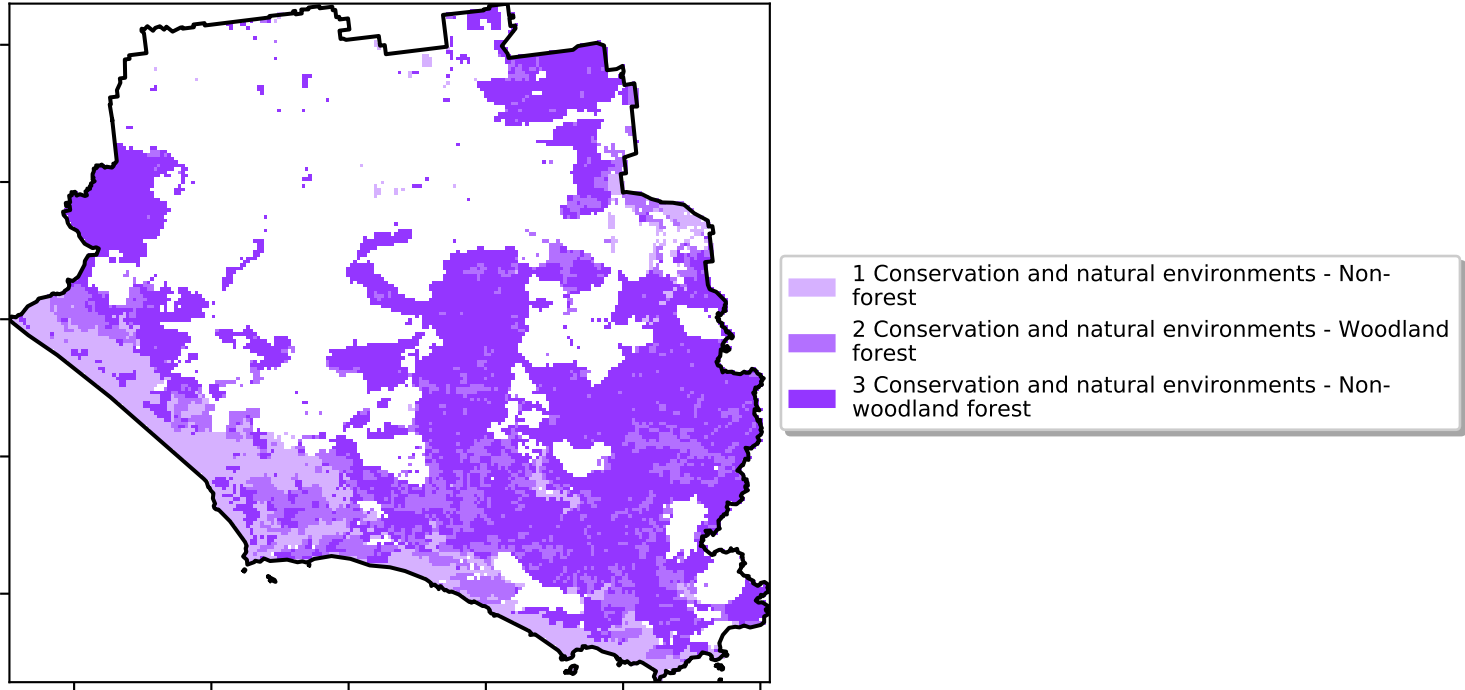 1 Conservation and natural environments - Non-
forest
2 Conservation and natural environments - Woodland
forest
3 Conservation and natural environments - Non-
woodland forest